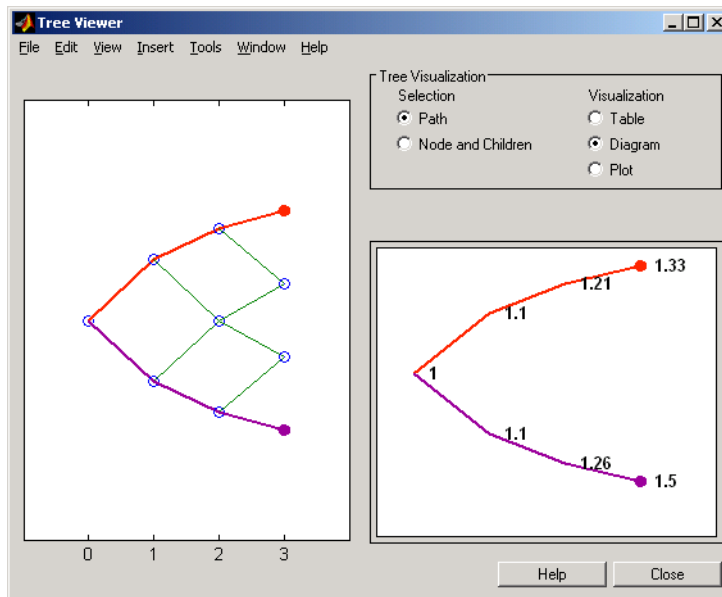 Tree Viewer
File Edit View Insert Tools Window Help
Tree Visualization
Selection
Path
Node and Children
Visualization
Table
Diagram
Plot
0 1 2 3
1.33
1.21
1.1
1
1.1
1.26
1.5
Help Close